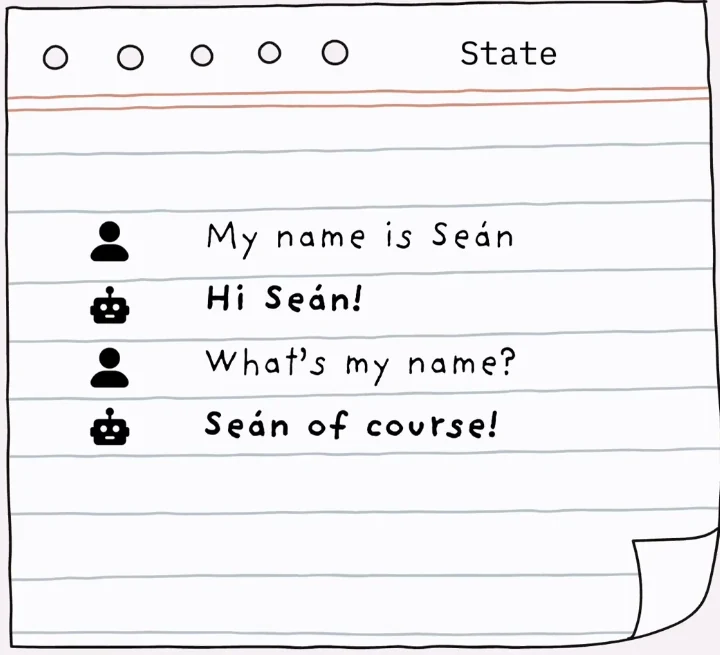 State
My name is Seán
Hi Seán!
What's my name?
Seán of course!